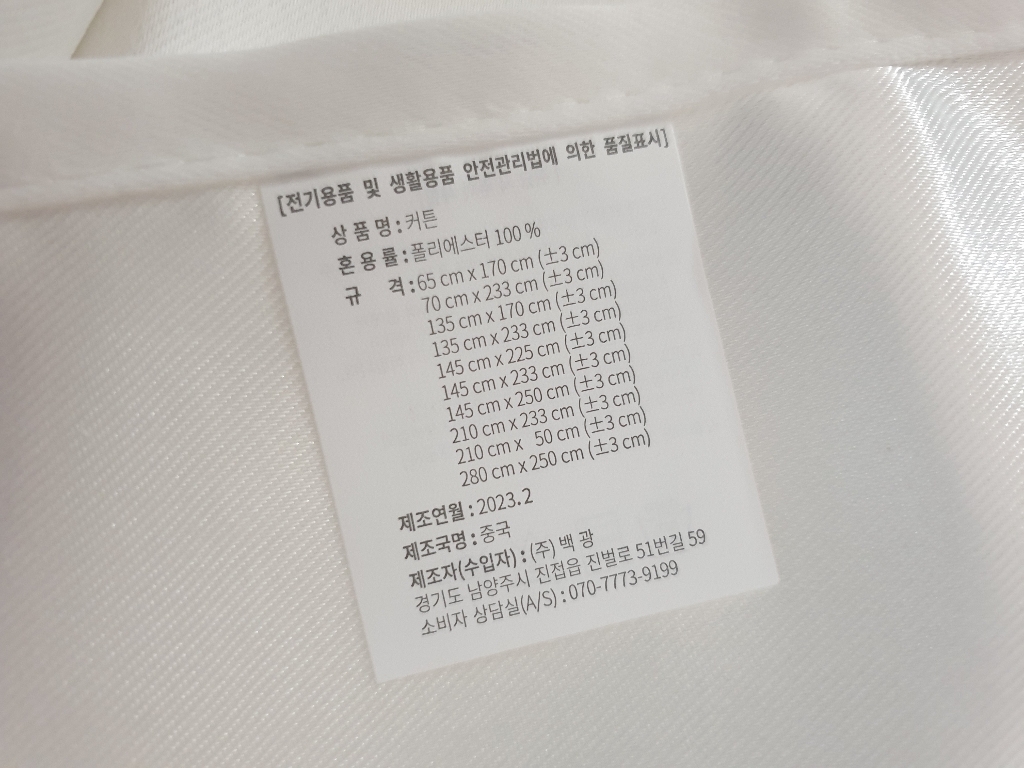 [전기용품 및 생활용품 안전관리법에 의한 품질표시]
상 품 명 : 커튼
혼 용 률 : 폴리에스터 100 %
규 격 : 65 cm x 170 cm (±3 cm)
70 cm x 233 cm (±3 cm)
135 cm x 170 cm (±3 cm)
135 cm x 233 cm (±3 cm)
145 cm x 225 cm (±3 cm)
145 cm x 233 cm (±3 cm)
145 cm x 250 cm (±3 cm)
210 cm x 233 cm (±3 cm)
210 cm x 50 cm (±3 cm)
280 cm x 250 cm (±3 cm)
제조연월 : 2023.2
제조국명 : 중국
제조자(수입자) : (주) 백 광
경기도 남양주시 진접읍 진벌로 51번길 59
소비자 상담실(A/S) : 070-7773-9199